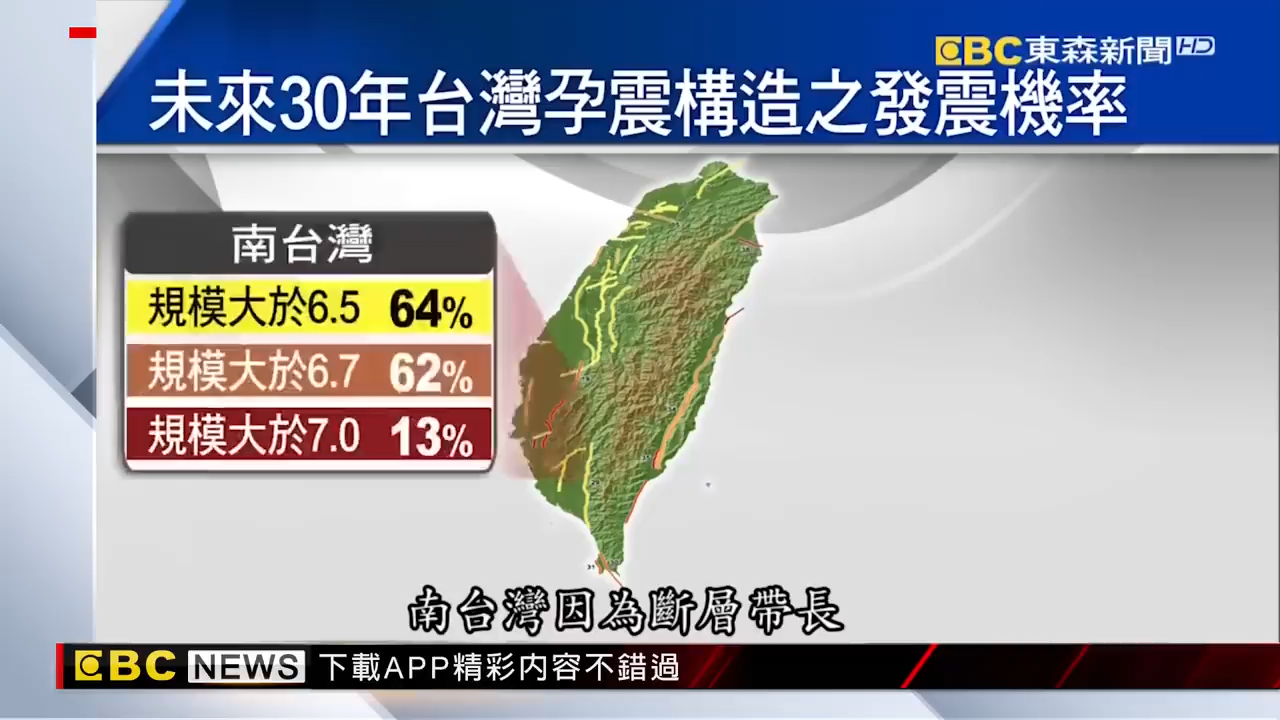 EBC東森新聞HD
未來30年台灣孕震構造之發震機率
南台灣
規模大於6.5 64%
規模大於6.7 62%
規模大於7.0 13%
31
南台灣因為斷層帶長
EBC NEWS 下載APP精彩內容不錯過